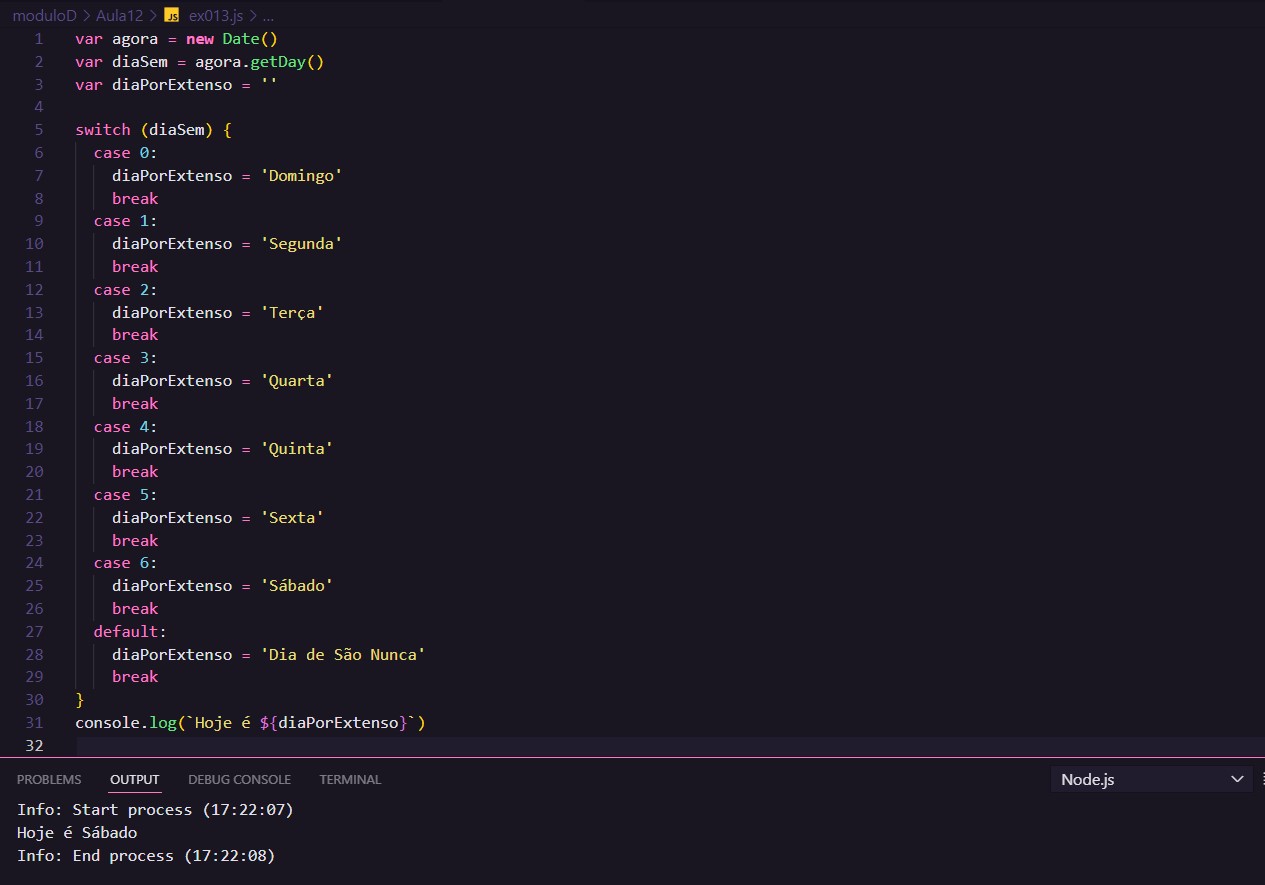 moduloD > Aula12 > JS ex013.js > ...
1 var agora = new Date()
2 var diaSem = agora.getDay()
3 var diaPorExtenso = ''
4
5 switch (diaSem) {
6 case 0:
7 diaPorExtenso = 'Domingo'
8 break
9 case 1:
10 diaPorExtenso = 'Segunda'
11 break
12 case 2:
13 diaPorExtenso = 'Terça'
14 break
15 case 3:
16 diaPorExtenso = 'Quarta'
17 break
18 case 4:
19 diaPorExtenso = 'Quinta'
20 break
21 case 5:
22 diaPorExtenso = 'Sexta'
23 break
24 case 6:
25 diaPorExtenso = 'Sábado'
26 break
27 default:
28 diaPorExtenso = 'Dia de São Nunca'
29 break
30 }
31 console.log(`Hoje é ${diaPorExtenso}`)
32
PROBLEMS OUTPUT DEBUG CONSOLE TERMINAL Node.js
Info: Start process (17:22:07)
Hoje é Sábado
Info: End process (17:22:08)